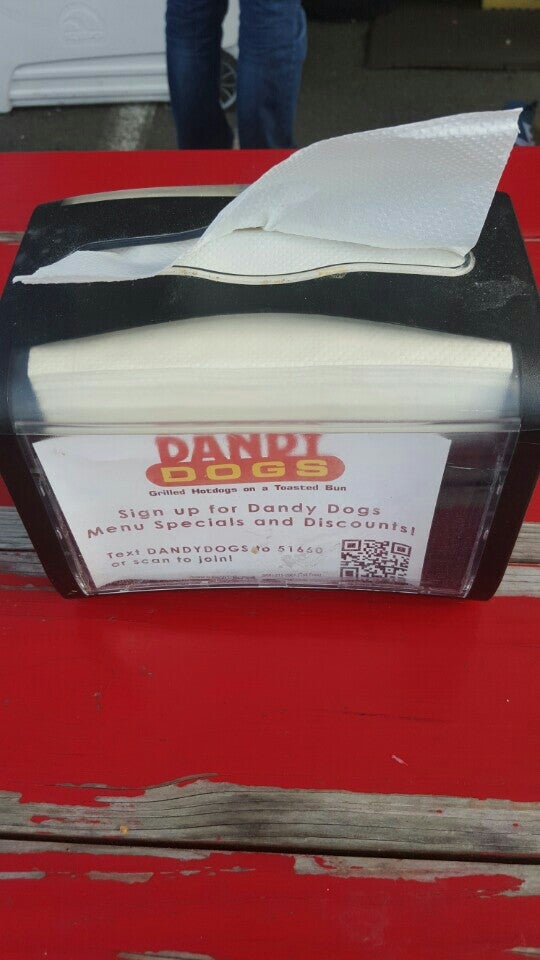 DANDY
DOGS
Grilled Hotdogs on a Toasted Bun
Sign up for Dandy Dogs
Menu Specials and Discounts!
Text DANDYDOGS to 51660
or scan to join!